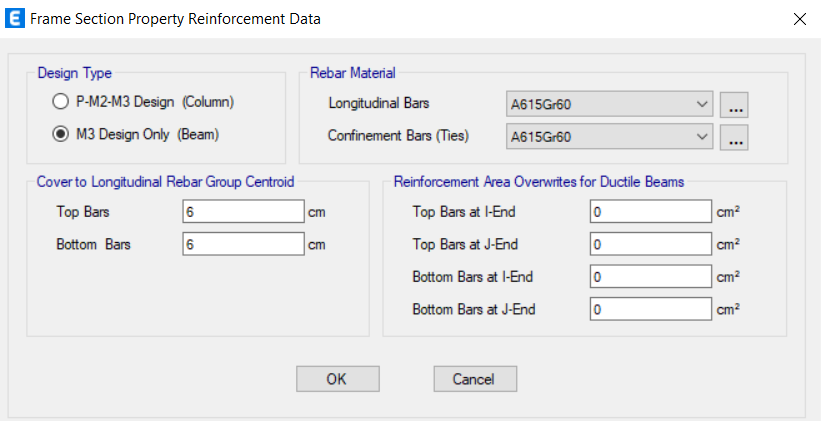 E Frame Section Property Reinforcement Data
Design Type
P-M2-M3 Design (Column)
M3 Design Only (Beam)
Rebar Material
Longitudinal Bars A615Gr60 ...
Confinement Bars (Ties) A615Gr60 ...
Cover to Longitudinal Rebar Group Centroid
Top Bars 6 cm
Bottom Bars 6 cm
Reinforcement Area Overwrites for Ductile Beams
Top Bars at I-End 0 cm²
Top Bars at J-End 0 cm²
Bottom Bars at I-End 0 cm²
Bottom Bars at J-End 0 cm²
OK Cancel